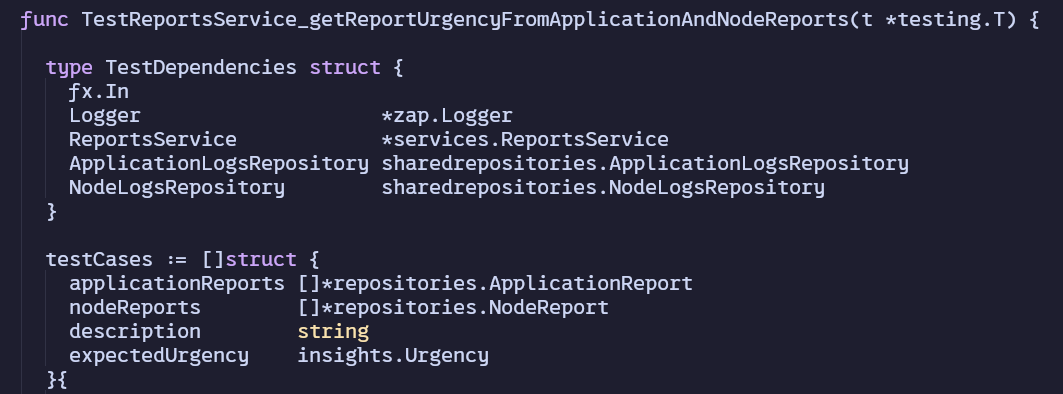 func TestReportsService_getReportUrgencyFromApplicationAndNodeReports(t *testing.T) {
type TestDependencies struct {
fx.In
Logger *zap.Logger
ReportsService *services.ReportsService
ApplicationLogsRepository sharedrepositories.ApplicationLogsRepository
NodeLogsRepository sharedrepositories.NodeLogsRepository
}
testCases := []struct {
applicationReports []*repositories.ApplicationReport
nodeReports []*repositories.NodeReport
description string
expectedUrgency insights.Urgency
}{